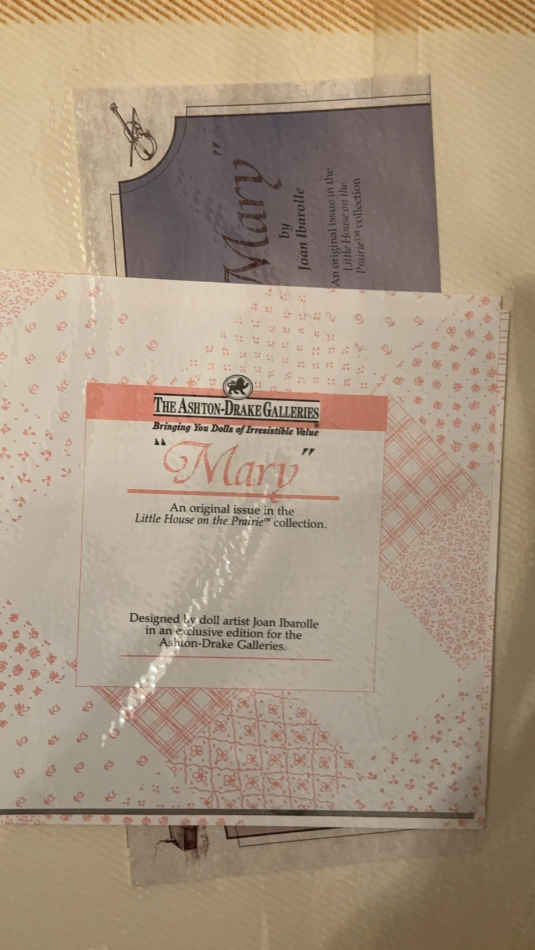 "Mary"
by
Joan Ibarolle
An original issue in the
Little House on the
Prairie™ collection
THE ASHTON-DRAKE GALLERIES
Bringing You Dolls of Irresistible Value
"Mary"
An original issue in the
Little House on the Prairie™ collection.
Designed by doll artist Joan Ibarolle
in an exclusive edition for the
Ashton-Drake Galleries.